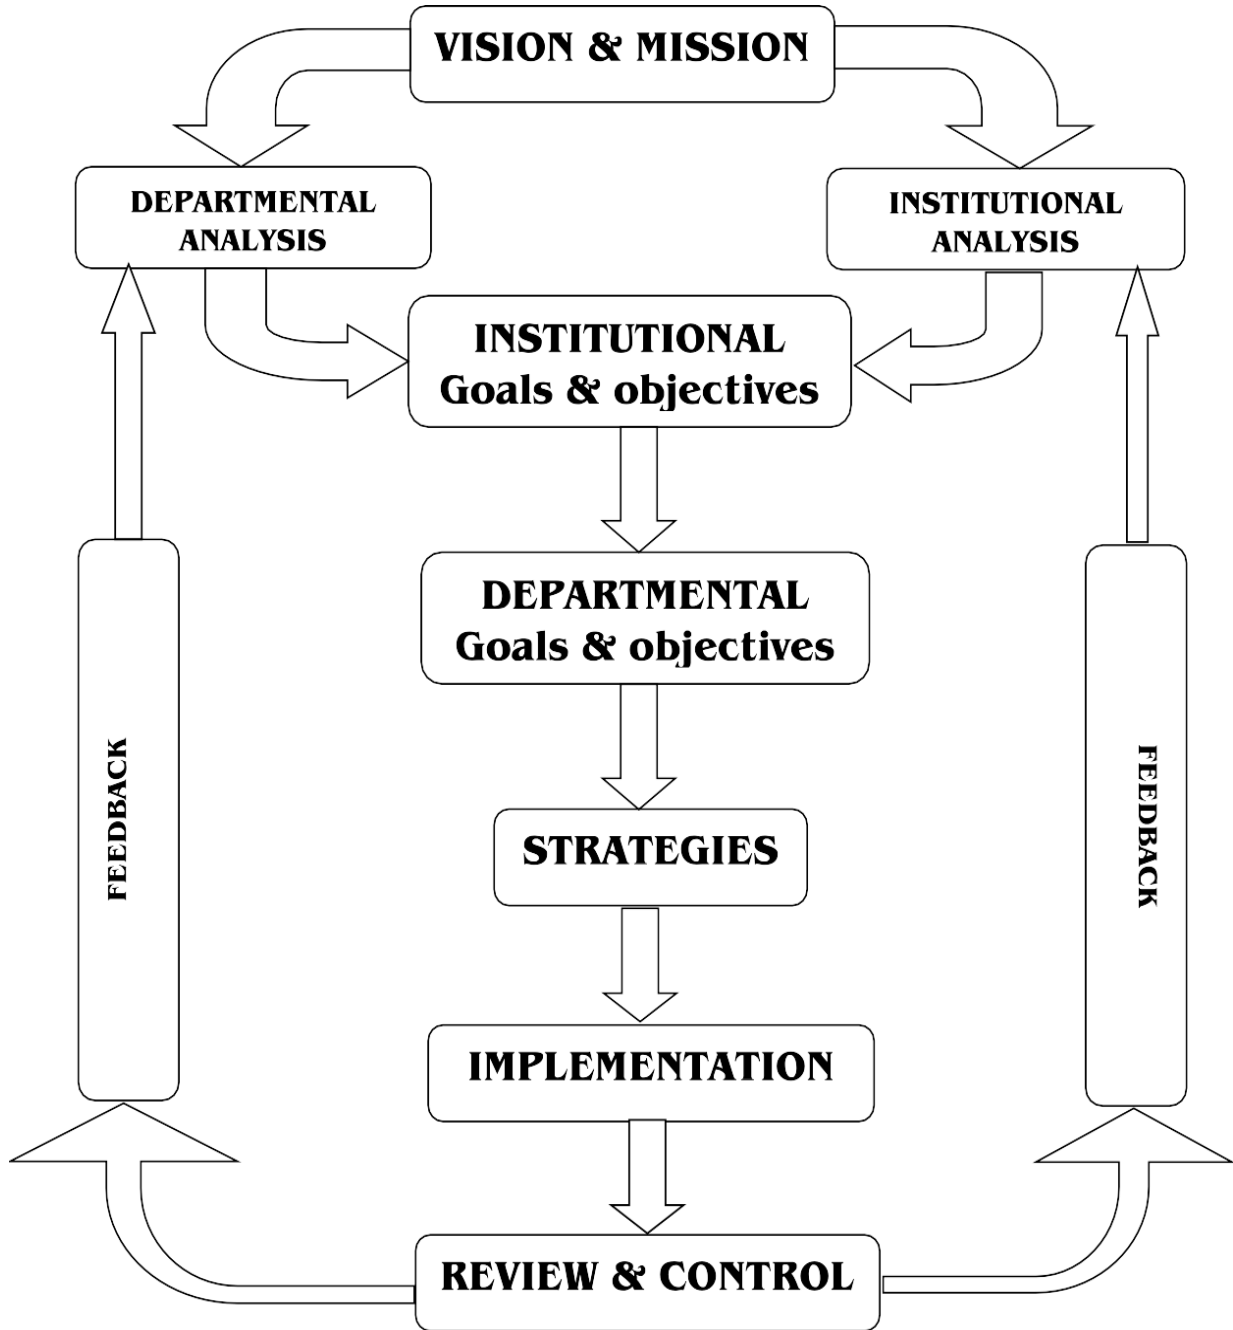 VISION & MISSION
DEPARTMENTAL
ANALYSIS
INSTITUTIONAL
ANALYSIS
INSTITUTIONAL
Goals & objectives
DEPARTMENTAL
Goals & objectives
FEEDBACK
FEEDBACK
STRATEGIES
IMPLEMENTATION
REVIEW & CONTROL